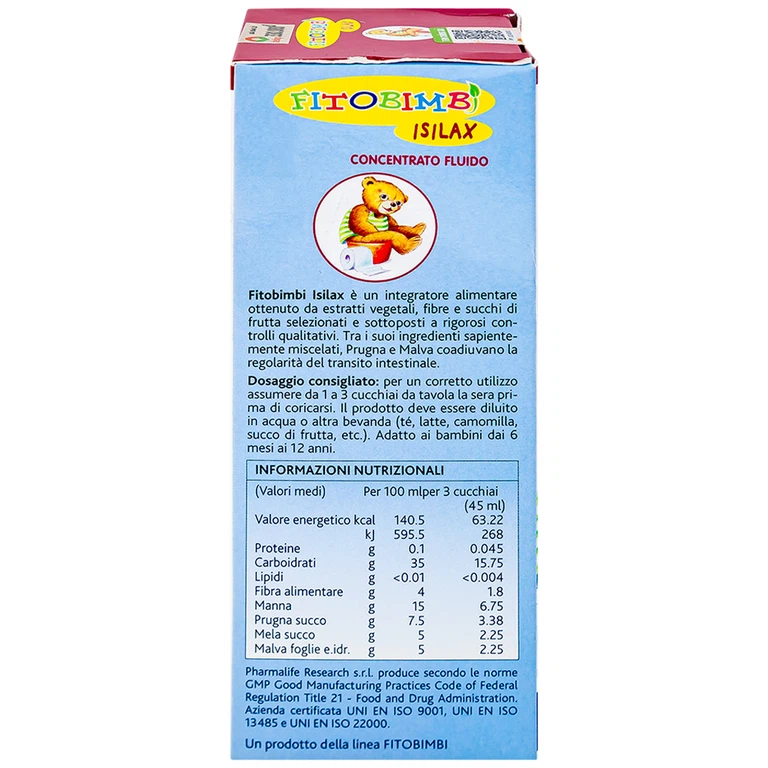 FITOBIMBI
ISILAX
CONCENTRATO FLUIDO
Fitobimbi Isilax è un integratore alimentare
ottenuto da estratti vegetali, fibre e succhi di
frutta selezionati e sottoposti a rigorosi con-
trolli qualitativi. Tra i suoi ingredienti sapiente-
mente miscelati, Prugna e Malva coadiuvano la
regolarità del transito intestinale.
Dosaggio consigliato: per un corretto utilizzo
assumere da 1 a 3 cucchiai da tavola la sera pri-
ma di coricarsi. Il prodotto deve essere diluito
in acqua o altra bevanda (té, latte, camomilla,
succo di frutta, etc.). Adatto ai bambini dai 6
mesi ai 12 anni.
INFORMAZIONI NUTRIZIONALI
(Valori medi) Per 100 mlper 3 cucchiai
(45 ml)
Valore energetico kcal 140.5 63.22
kJ 595.5 268
Proteine g 0.1 0.045
Carboidrati g 35 15.75
Lipidi g <0.01 <0.004
Fibra alimentare g 4 1.8
Manna g 15 6.75
Prugna succo g 7.5 3.38
Mela succo g 5 2.25
Malva foglie e.idr. g 5 2.25
Pharmalife Research s.r.l. produce secondo le norme
GMP Good Manufacturing Practices Code of Federal
Regulation Title 21 - Food and Drug Administration.
Azienda certificata UNI EN ISO 9001, UNI EN ISO
13485 e UNI EN ISO 22000.
Un prodotto della linea FITOBIMBI